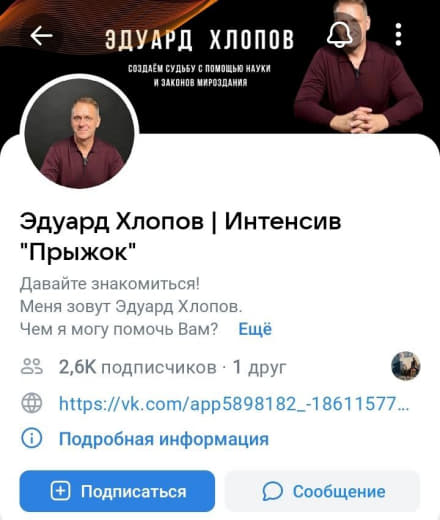 ЭДУАРД ХЛОПОВ
СОЗДАЁМ СУДЬБУ С ПОМОЩЬЮ НАУКИ
И ЗАКОНОВ МИРОЗДАНИЯ
Эдуард Хлопов | Интенсив
"Прыжок"
Давайте знакомиться!
Меня зовут Эдуард Хлопов.
Чем я могу помочь Вам? Ещё
2,6K подписчиков · 1 друг
https://vk.com/app5898182_-18611577...
Подробная информация
Подписаться
Сообщение